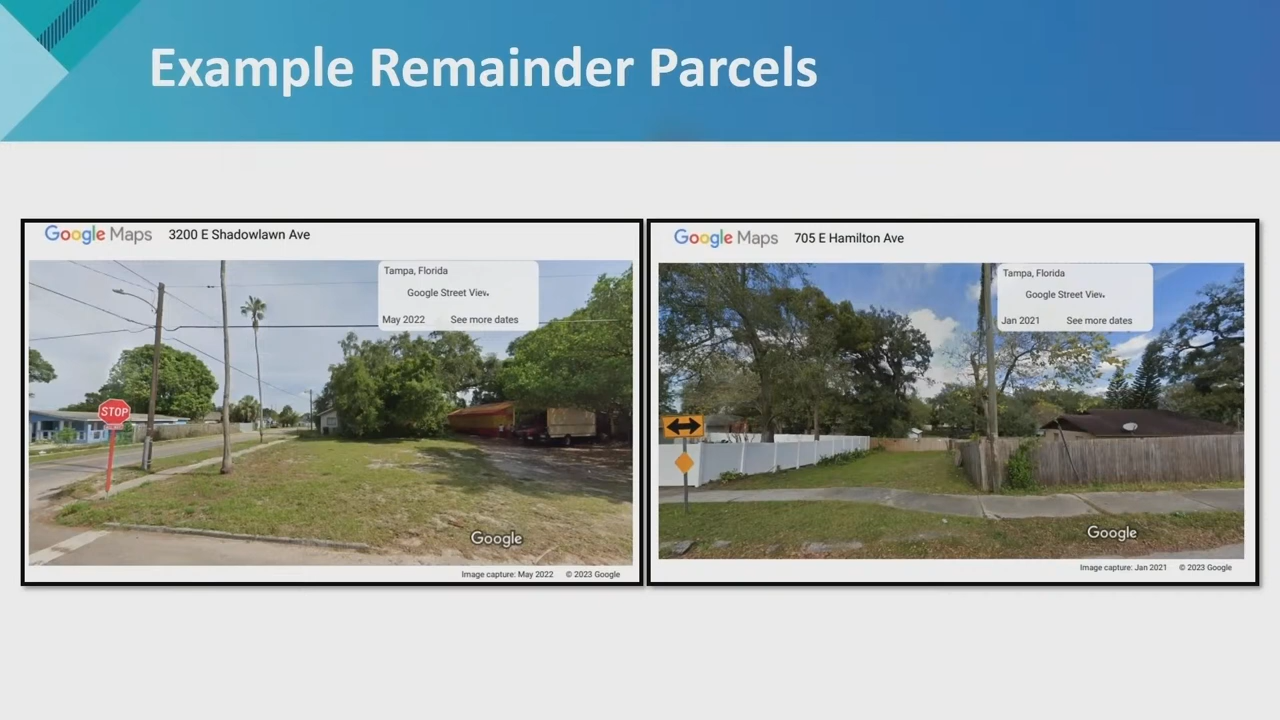 Example Remainder Parcels
Google Maps 3200 E Shadowlawn Ave
Tampa, Florida
Google Street View
May 2022 See more dates
STOP
Google
Image capture: May 2022 © 2023 Google
Google Maps 705 E Hamilton Ave
Tampa, Florida
Google Street View
Jan 2021 See more dates
Google
Image capture: Jan 2021 © 2023 Google